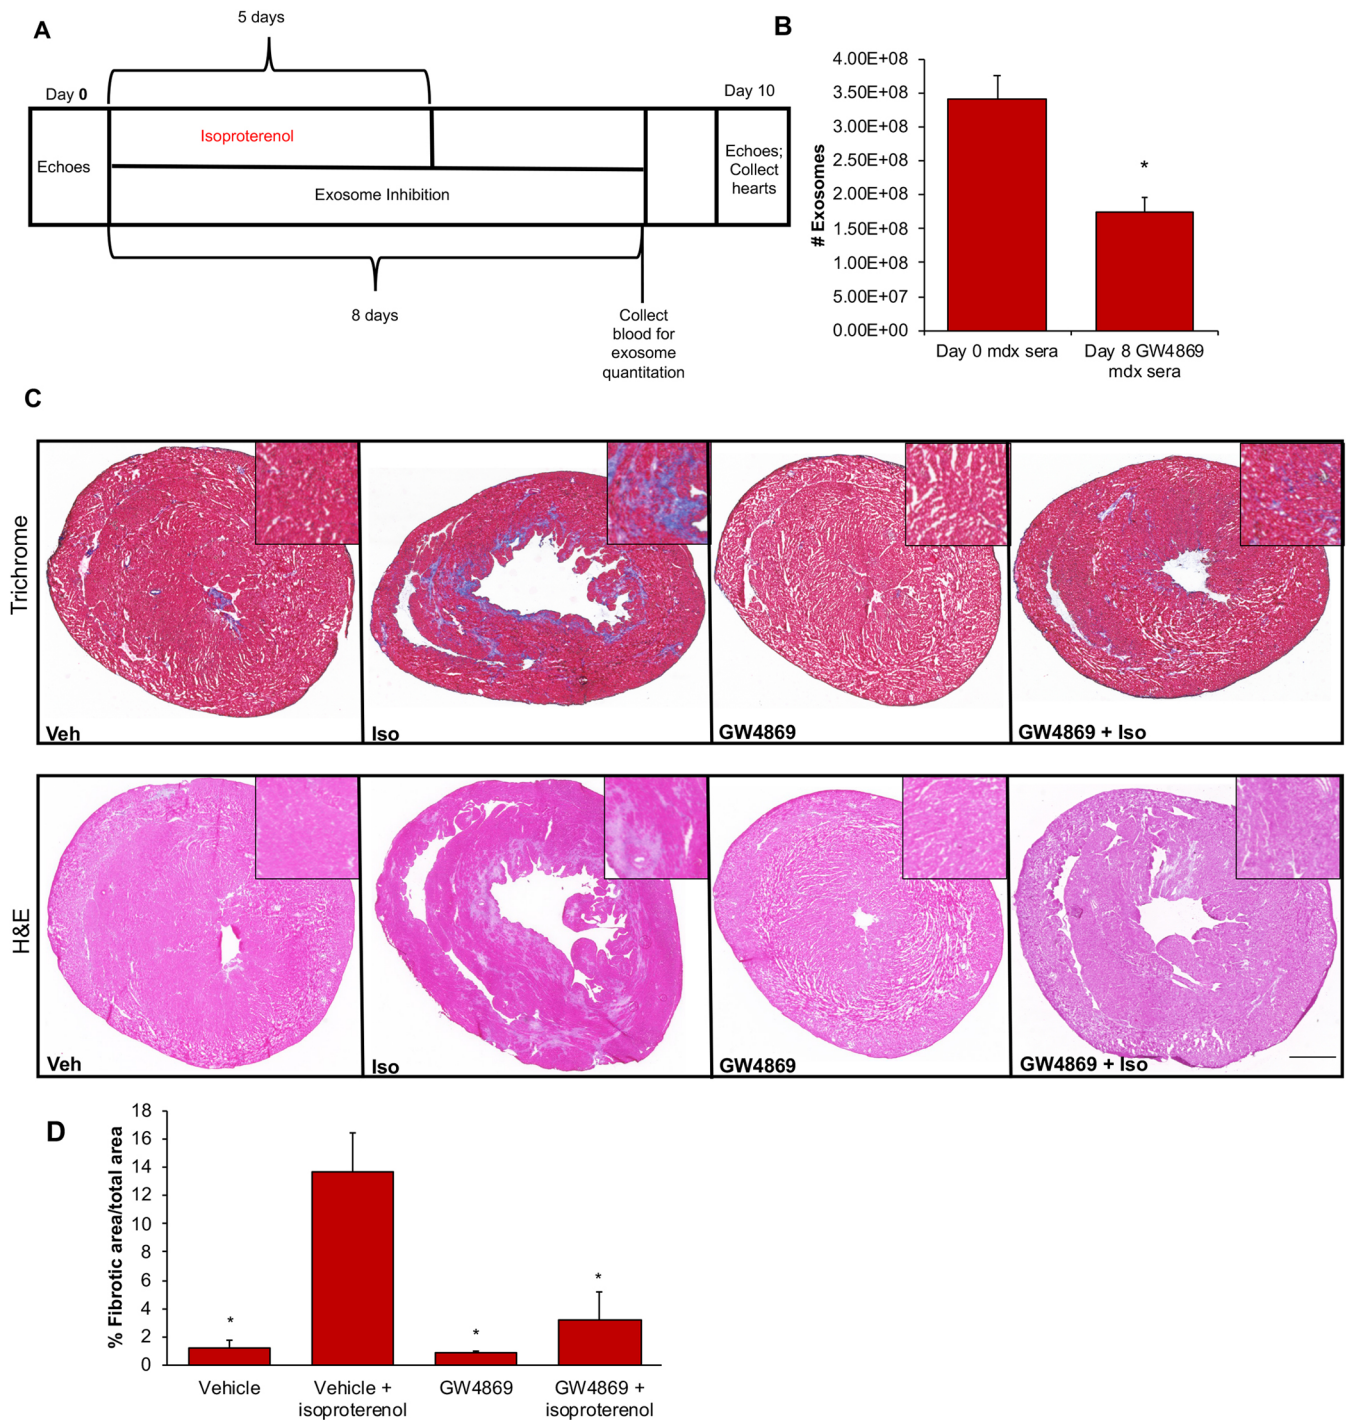 A
5 days
Day 0
Day 10
Isoproterenol
Echoes
Exosome Inhibition
Echoes;
Collect
hearts
8 days
Collect
blood for
exosome
quantitation
B
# Exosomes
4.00E+08
3.50E+08
3.00E+08
2.50E+08
2.00E+08
1.50E+08
1.00E+08
5.00E+07
0.00E+00
*
Day 0 mdx sera
Day 8 GW4869
mdx sera
C
Trichrome
Veh
Iso
GW4869
GW4869 + Iso
H&E
Veh
Iso
GW4869
GW4869 + Iso
D
% Fibrotic area/total area
18
16
14
12
10
8
6
4
2
0
*
*
*
Vehicle
Vehicle +
isoproterenol
GW4869
GW4869 +
isoproterenol